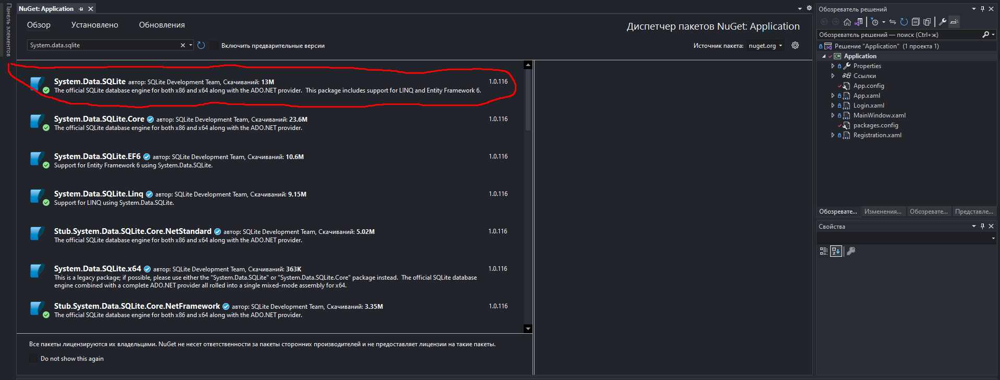 Панель элементов
NuGet: Application
Обзор
Установлено
Обновления
Диспетчер пакетов NuGet: Application
System.data.sqlite
Включить предварительные версии
Источник пакета:
nuget.org
System.Data.SQLite автор: SQLite Development Team, Скачиваний: 13M
1.0.116
The official SQLite database engine for both x86 and x64 along with the ADO.NET provider.  This package includes support for LINQ and Entity Framework 6.
System.Data.SQLite.Core автор: SQLite Development Team, Скачиваний: 23.6M
1.0.116
The official SQLite database engine for both x86 and x64 along with the ADO.NET provider.
System.Data.SQLite.EF6 автор: SQLite Development Team, Скачиваний: 10.6M
1.0.116
Support for Entity Framework 6 using System.Data.SQLite.
System.Data.SQLite.Linq автор: SQLite Development Team, Скачиваний: 9.15M
1.0.116
Support for LINQ using System.Data.SQLite.
Stub.System.Data.SQLite.Core.NetStandard автор: SQLite Development Team, Скачиваний: 5.02M
1.0.116
The official SQLite database engine for both x86 and x64 along with the ADO.NET provider.
System.Data.SQLite.x64 автор: SQLite Development Team, Скачиваний: 363K
1.0.116
This is a legacy package; if possible, please use either the "System.Data.SQLite" or "System.Data.SQLite.Core" package instead.  The official SQLite database
engine combined with a complete ADO.NET provider all rolled into a single mixed-mode assembly for x64.
Stub.System.Data.SQLite.Core.NetFramework автор: SQLite Development Team, Скачиваний: 3.35M
1.0.116
The official SQLite database engine for both x86 and x64 along with the ADO.NET provider.
Все пакеты лицензируются их владельцами. NuGet не несет ответственности за пакеты сторонних производителей и не предоставляет лицензии на такие пакеты.
Do not show this again
Обозреватель решений
Обозреватель решений — поиск (Ctrl+ж)
Решение "Application" (1 проекта 1)
C# Application
Properties
Ссылки
App.config
App.xaml
Login.xaml
MainWindow.xaml
packages.config
Registration.xaml
Обозревате...
Изменения...
Обозревате...
Представле...
Свойства